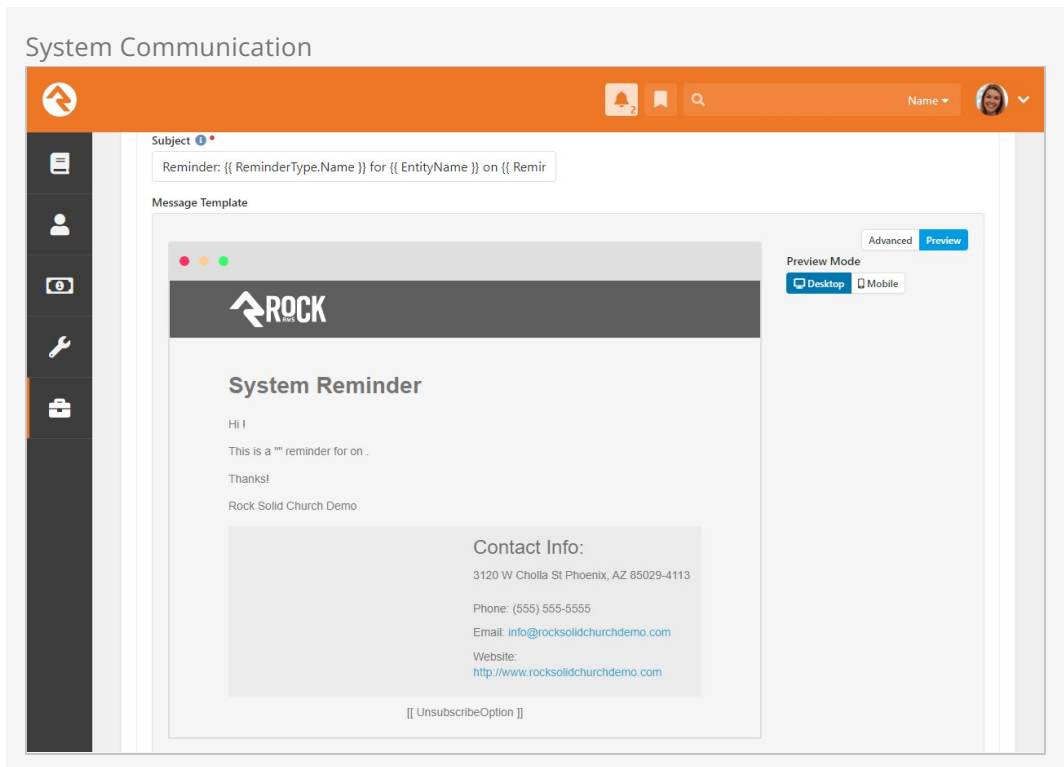 System Communication
2
Name
Subject
Reminder: {{ ReminderType.Name }} for {{ EntityName }} on {{ Remir
Message Template
Advanced Preview
Preview Mode
Desktop Mobile
ROCK
RMS
System Reminder
Hi !
This is a "" reminder for on .
Thanks!
Rock Solid Church Demo
Contact Info:
3120 W Cholla St Phoenix, AZ 85029-4113
Phone: (555) 555-5555
Email: info@rocksolidchurchdemo.com
Website:
http://www.rocksolidchurchdemo.com
[[ UnsubscribeOption ]]